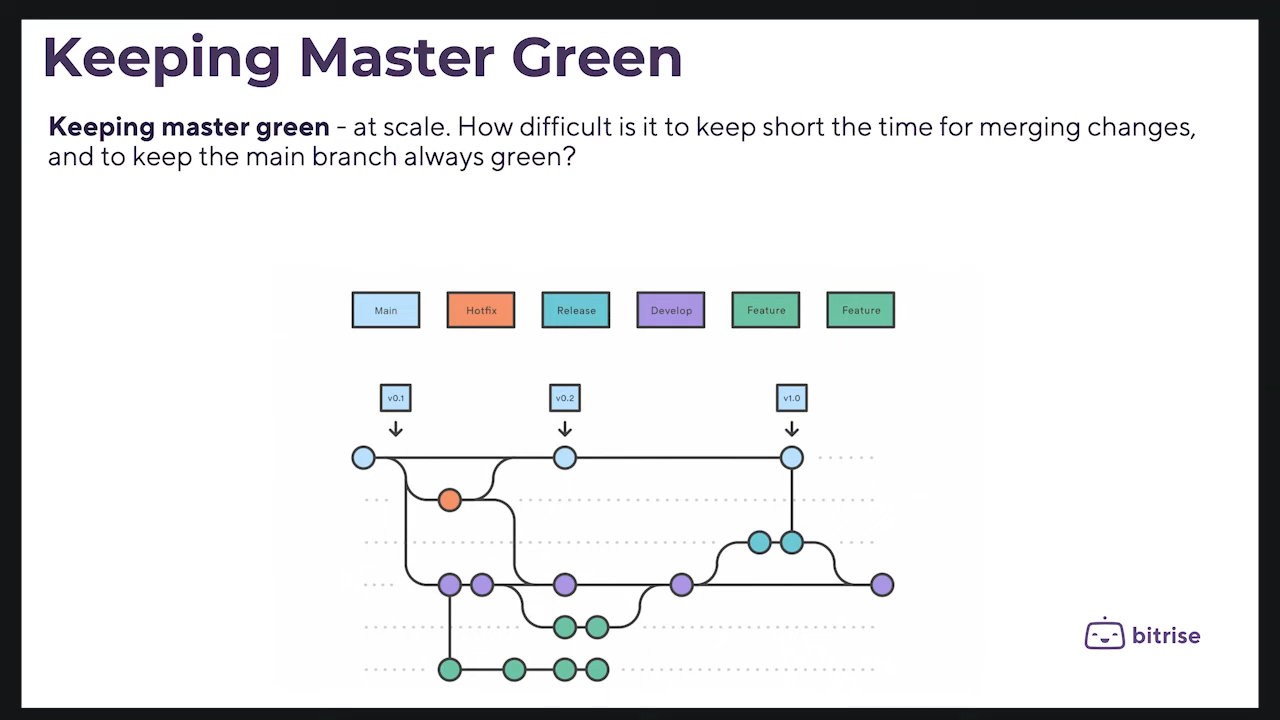 Keeping Master Green
Keeping master green - at scale. How difficult is it to keep short the time for merging changes,
and to keep the main branch always green?
Main
Hotfix
Release
Develop
Feature
Feature
v0.1
v0.2
v1.0
bitrise